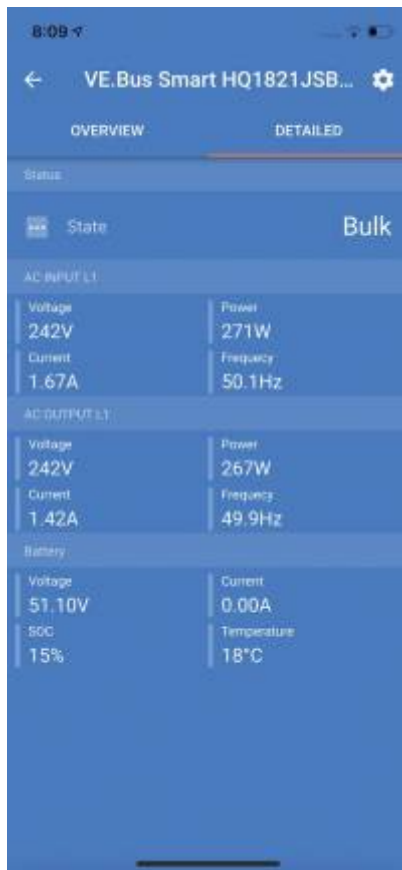 8:09
VE.Bus Smart HQ1821JSB...
OVERVIEW DETAILED
Status
State Bulk
AC INPUT L1
Voltage Power
242V 271W
Current Frequecy
1.67A 50.1Hz
AC OUTPUT L1
Voltage Power
242V 267W
Current Frequecy
1.42A 49.9Hz
Battery
Voltage Current
51.10V 0.00A
SOC Temperature
15% 18°C